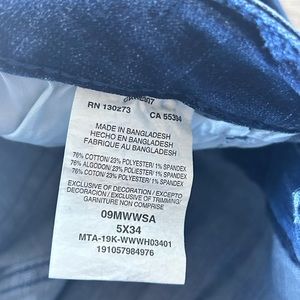 RN 130273 CA 55304
MADE IN BANGLADESH
HECHO EN BANGLADESH
FABRIQUE AU BANGLADESH
76% COTTON/ 23% POLYESTER/ 1% SPANDEX
76% ALGODON/ 23% POLIESTER/ 1% SPANDEX
76% COTON/ 23% POLYESTER/ 1% SPANDEX
EXCLUSIVE OF DECORATION / EXCEPTO
DECORACIÓN / EXCLUSIVE OF TRIMMING/
GARNITURE NON COMPRISE
09MWWSA
5X34
MTA-19K-WWWH03401
191057984976